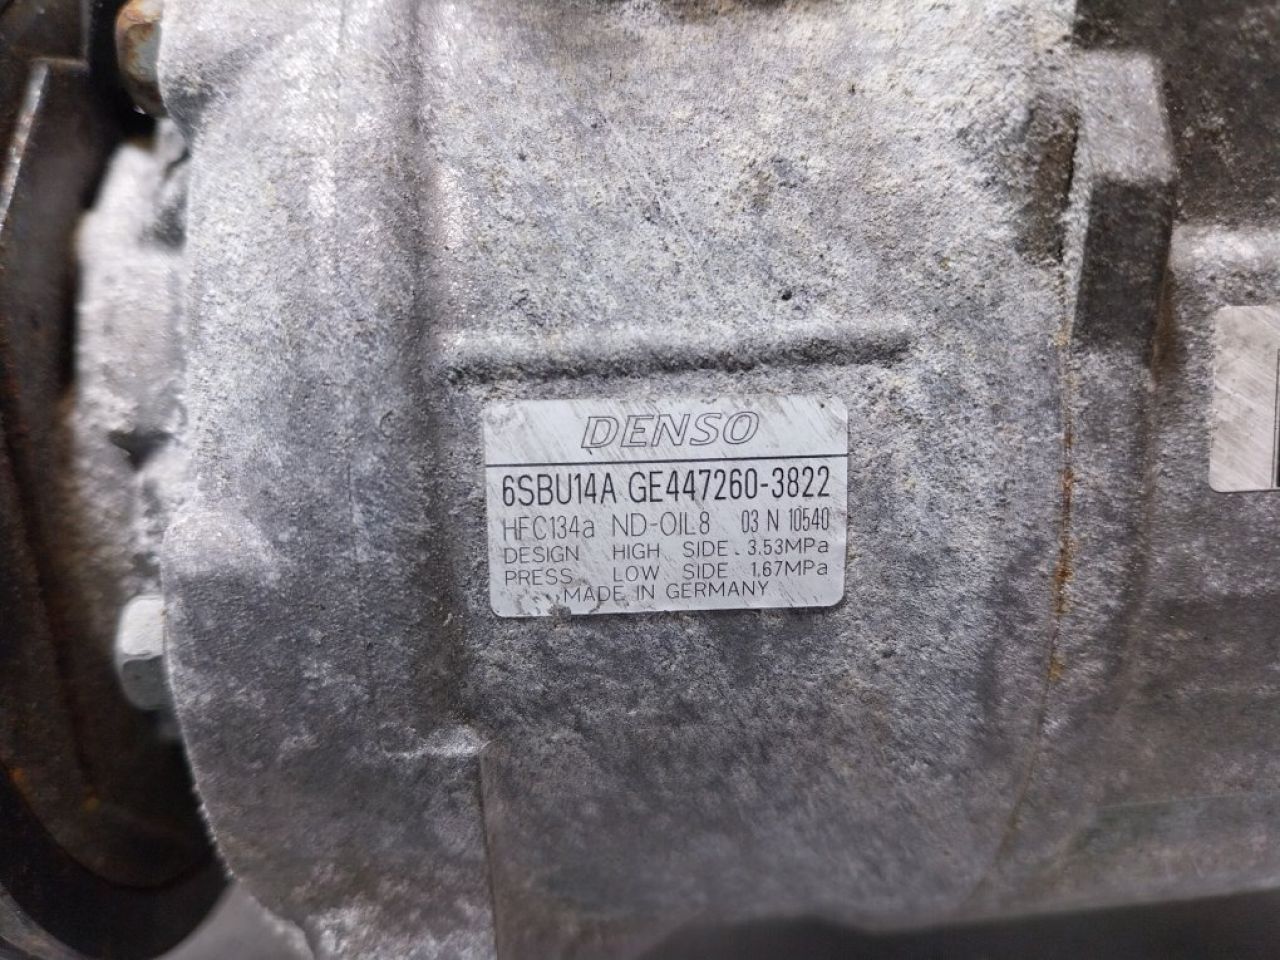 DENSO
6SBU14A GE447260-3822
HFC134a ND-OIL8 03 N 10540
DESIGN HIGH SIDE 3.53MPa
PRESS LOW SIDE 1.67MPa
MADE IN GERMANY